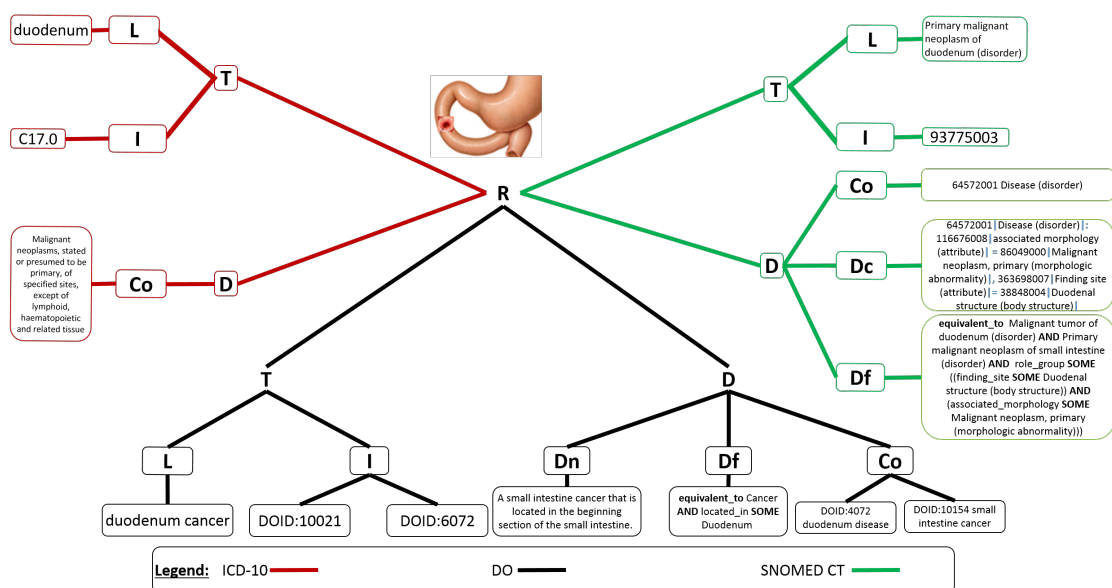 duodenum
L
T
C17.0
I
Malignant
neoplasms, stated
or presumed to be
primary, of
specified sites,
except of
lymphoid,
haematopoietic
and related tissue
Co
D
R
L
Primary malignant
neoplasm of
duodenum (disorder)
T
I
93775003
Co
64572001 Disease (disorder)
D
Dc
64572001|Disease (disorder)|:
116676008|associated morphology
(attribute)| = 86049000|Malignant
neoplasm, primary (morphologic
abnormality)|, 363698007|Finding site
(attribute)|= 38848004|Duodenal
structure (body structure)|
Df
equivalent_to Malignant tumor of
duodenum (disorder) AND Primary
malignant neoplasm of small intestine
(disorder) AND role_group SOME
((finding_site SOME Duodenal
structure (body structure)) AND
(associated_morphology SOME
Malignant neoplasm, primary
(morphologic abnormality)))
T
D
L
I
Dn
Df
Co
duodenum cancer
DOID:10021
DOID:6072
A small intestine cancer that is
located in the beginning
section of the small intestine.
equivalent_to Cancer
AND located_in SOME
Duodenum
DOID:4072
duodenum disease
DOID:10154 small
intestine cancer
Legend: ICD-10 DO SNOMED CT